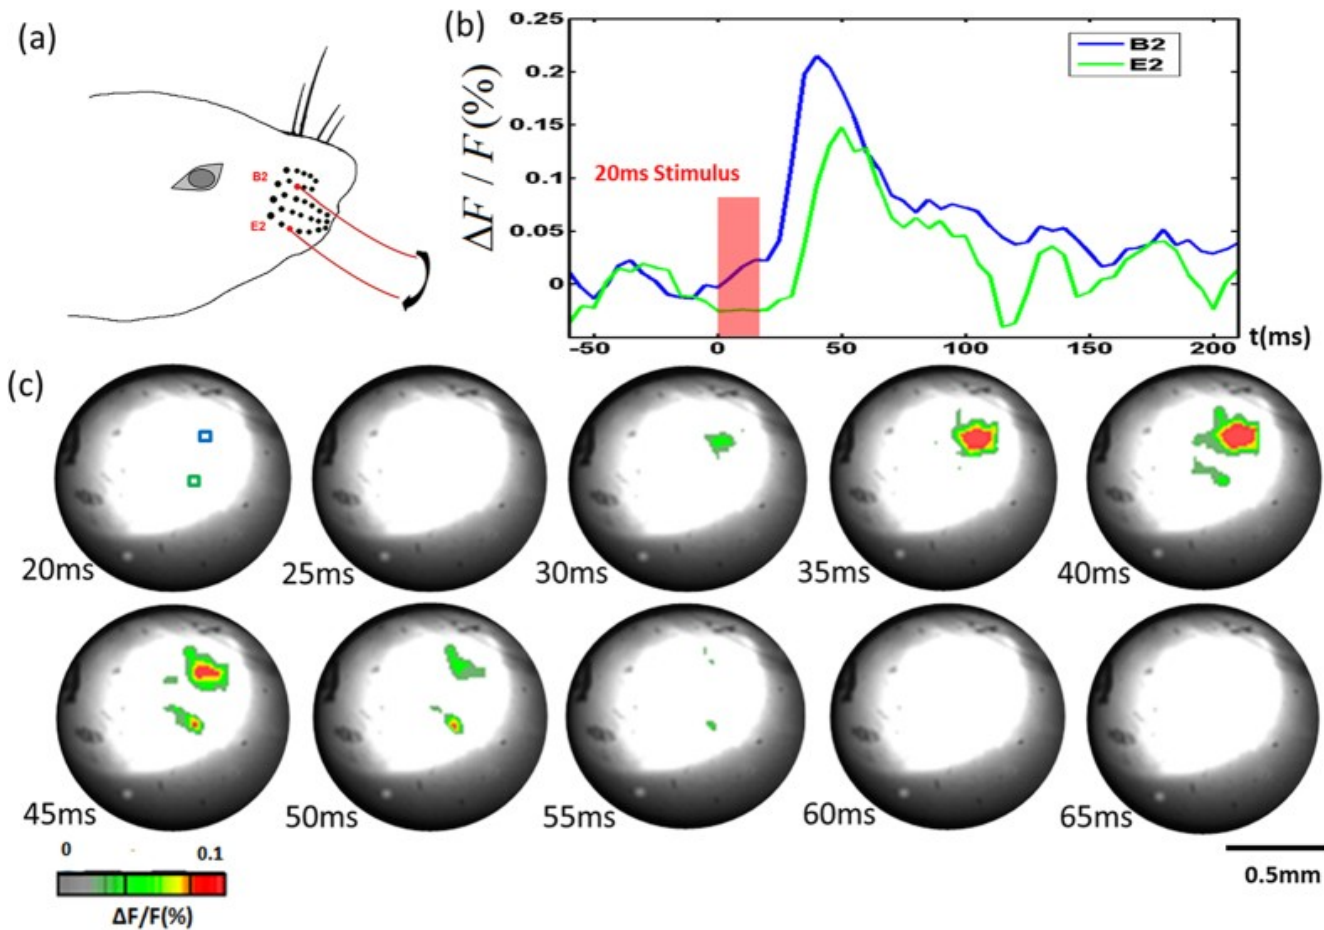 (a)
B2
E2
(b)
0.25
0.2
0.15
0.1
0.05
0
ΔF / F(%)
B2
E2
20ms Stimulus
-50 0 50 100 150 200 t(ms)
(c)
20ms 25ms 30ms 35ms 40ms
45ms 50ms 55ms 60ms 65ms
0 0.1
ΔF/F(%)
0.5mm